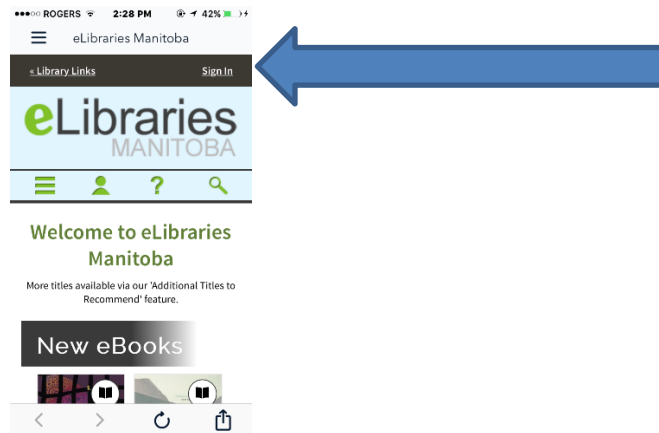 ROGERS 2:28 PM 42%
eLibraries Manitoba
« Library Links Sign In
eLibraries
MANITOBA
?
Welcome to eLibraries
Manitoba
More titles available via our 'Additional Titles to
Recommend' feature.
New eBooks